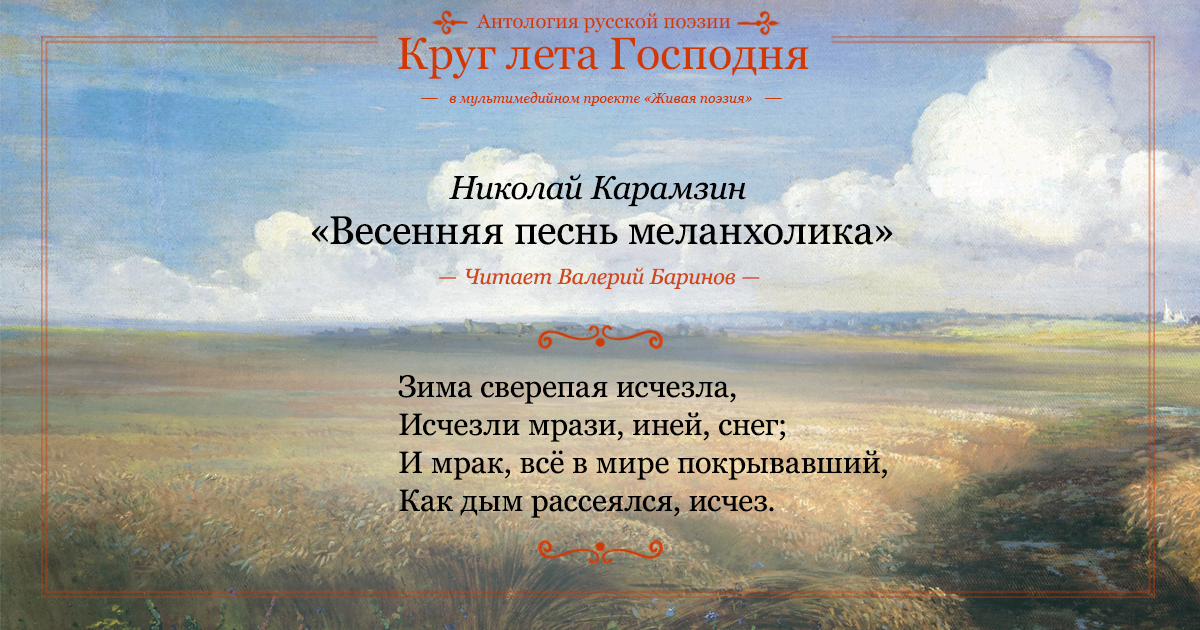 Антология русской поэзии
Круг лета Господня
— в мультимедийном проекте «Живая поэзия» —
Николай Карамзин
«Весенняя песнь меланхолика»
— Читает Валерий Баринов —
Зима сверепая исчезла,
Исчезли мрази, иней, снег;
И мрак, всё в мире покрывавший,
Как дым рассеялся, исчез.